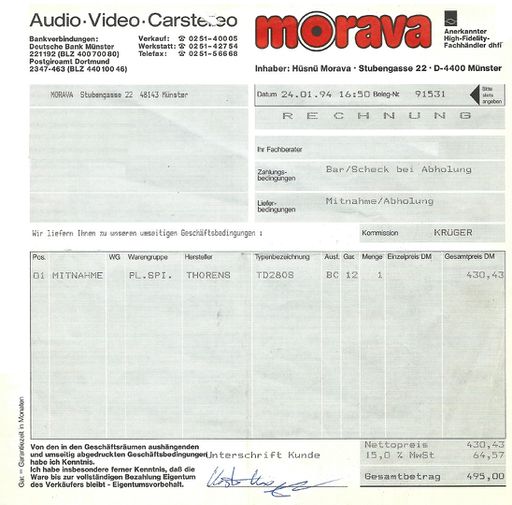 Audio·Video·Carstereo
morava
Anerkannter
High-Fidelity-
Fachhändler dhfi
Bankverbindungen:
Deutsche Bank Münster
221192 (BLZ 400 700 80)
Postgiroamt Dortmund
2347-463 (BLZ 440 100 46)
Verkauf: ☎ 0251-40005
Werkstatt: ☎ 0251-42754
Telefax: ☎ 0251-56668
Inhaber: Hüsnü Morava · Stubengasse 22 · D-4400 Münster
MORAVA Stubengasse 22 48143 Münster
Datum 24.01.94 16:50 Beleg-Nr. 91531
Bitte
stets
angeben
RECHNUNG
Ihr Fachberater
Zahlungs-
bedingungen
Bar/Scheck bei Abholung
Liefer-
bedingungen
Mitnahme/Abholung
Wir liefern Ihnen zu unseren umseitigen Geschäftsbedingungen :
Kommission KRÜGER
Pos. WG Warengruppe Hersteller Typenbezeichnung Ausf. Gar. Menge Einzelpreis DM Gesamtpreis DM
01 MITNAHME PL.SPI. THORENS TD280S BC 12 1 430,43
Gar. = Garantiezeit in Monaten
Von den in den Geschäftsräumen aushängenden
und umseitig abgedruckten Geschäftsbedingungen
habe ich Kenntnis.
Ich habe insbesondere ferner Kenntnis, daß die
Ware bis zur vollständigen Bezahlung Eigentum
des Verkäufers bleibt - Eigentumsvorbehalt.
Unterschrift Kunde
Nettopreis 430,43
15,0 % MwSt 64,57
Gesamtbetrag 495,00